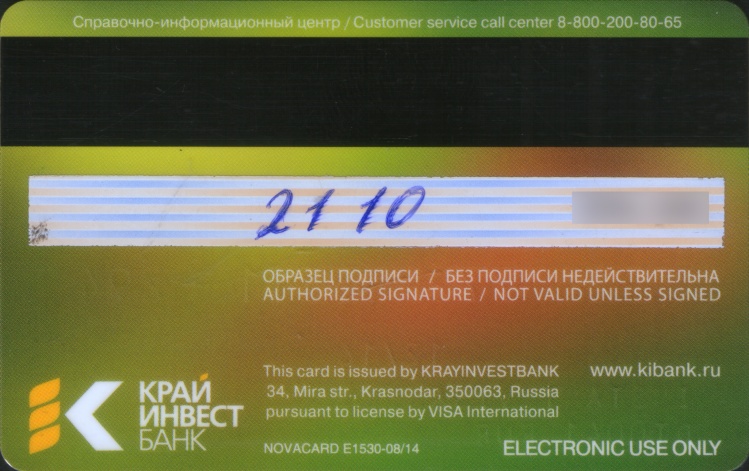 Справочно-информационный центр / Customer service call center 8-800-200-80-65
2110
ОБРАЗЕЦ ПОДПИСИ / БЕЗ ПОДПИСИ НЕДЕЙСТВИТЕЛЬНА
AUTHORIZED SIGNATURE / NOT VALID UNLESS SIGNED
КРАЙ
ИНВЕСТ
БАНК
This card is issued by KRAYINVESTBANK
34, Mira str., Krasnodar, 350063, Russia
pursuant to license by VISA International
www.kibank.ru
NOVACARD E1530-08/14
ELECTRONIC USE ONLY